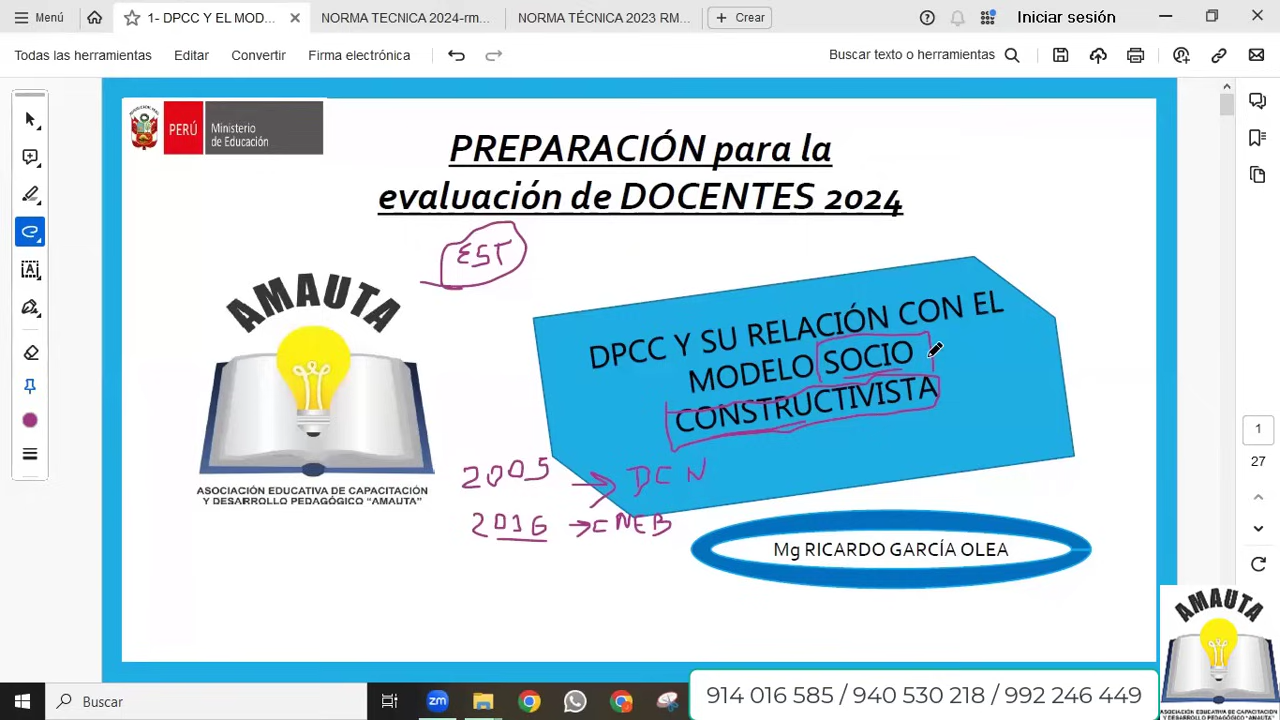 Menú
1- DPCC Y EL MOD...
NORMA TECNICA 2024-rm...
NORMA TÉCNICA 2023 RM...
Crear
Iniciar sesión
Todas las herramientas
Editar
Convertir
Firma electrónica
Buscar texto o herramientas
PERÚ
Ministerio
de Educación
PREPARACIÓN para la
evaluación de DOCENTES 2024
EST
AMAUTA
DPCC Y SU RELACIÓN CON EL
MODELO SOCIO
CONSTRUCTIVISTA
ASOCIACIÓN EDUCATIVA DE CAPACITACIÓN
Y DESARROLLO PEDAGÓGICO "AMAUTA"
2005 → DCN
2016 → CNEB
Mg RICARDO GARCÍA OLEA
1
27
AMAUTA
Buscar
zm
914 016 585 / 940 530 218 / 992 246 449